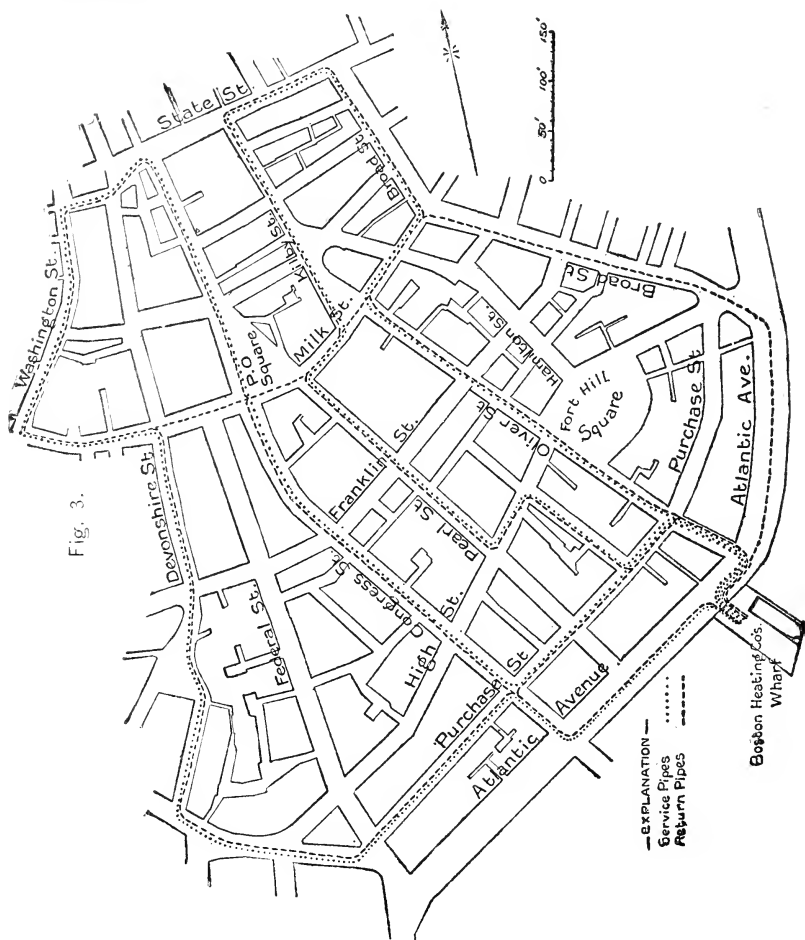 Fig. 3.
State St
Washington St.
Devonshire St.
Federal St.
Congress St
Kilby St.
Broad St
P.O Square
Milk St.
Franklin St.
Pearl St
High St.
Oliver St
Hamilton St.
Broad St
Fort Hill Square
Purchase St
Atlantic Ave.
Purchase St
Atlantic Avenue
0 50' 100' 150'
—EXPLANATION—
Service Pipes ........
Return Pipes -----
Boston Heating Co's.
Wharf